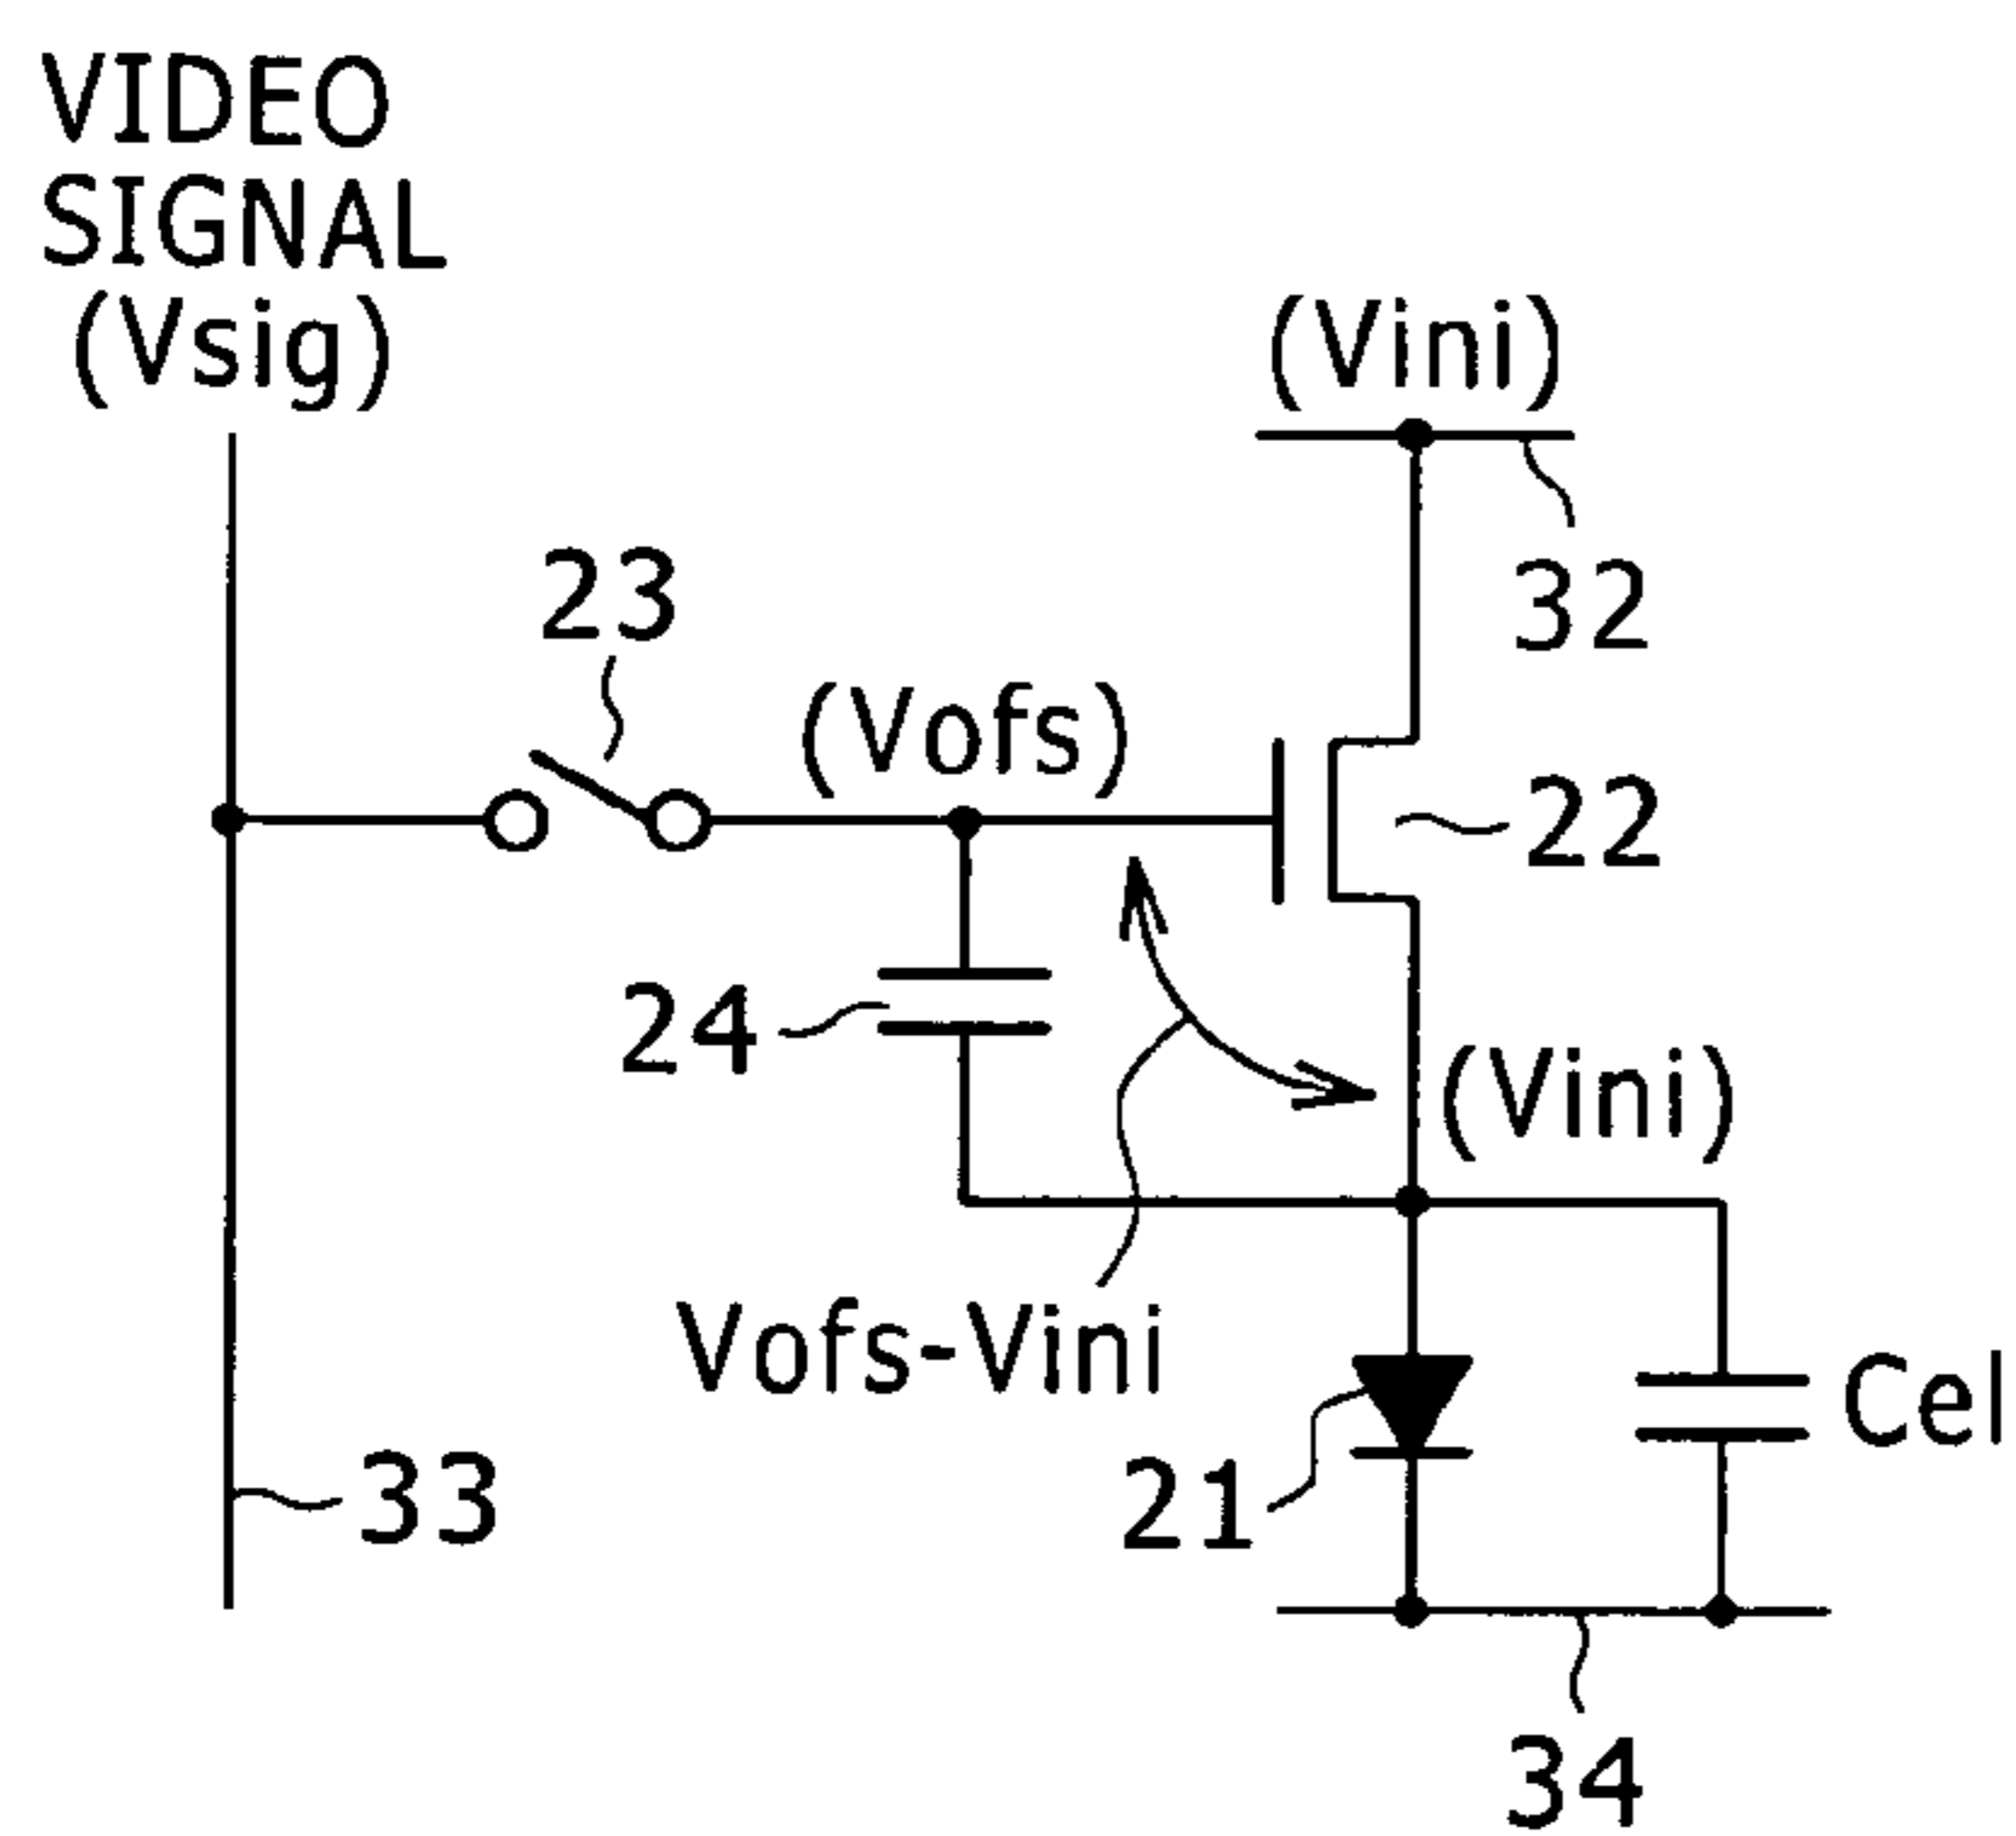 VIDEO
SIGNAL
(Vsig)
(Vini)
32
23
(Vofs)
22
24
(Vini)
Vofs-Vini
Cel
21
33
34